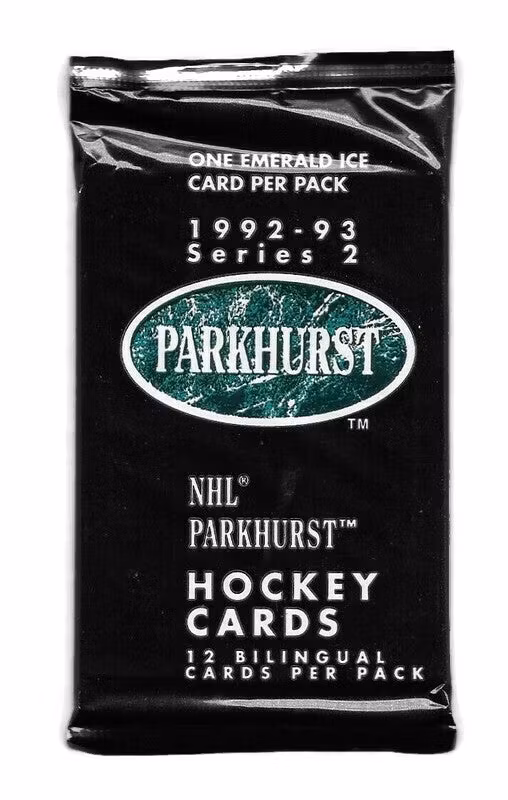 ONE EMERALD ICE
CARD PER PACK
1992-93
Series 2
PARKHURST
TM
NHL®
PARKHURST™
HOCKEY
CARDS
12 BILINGUAL
CARDS PER PACK